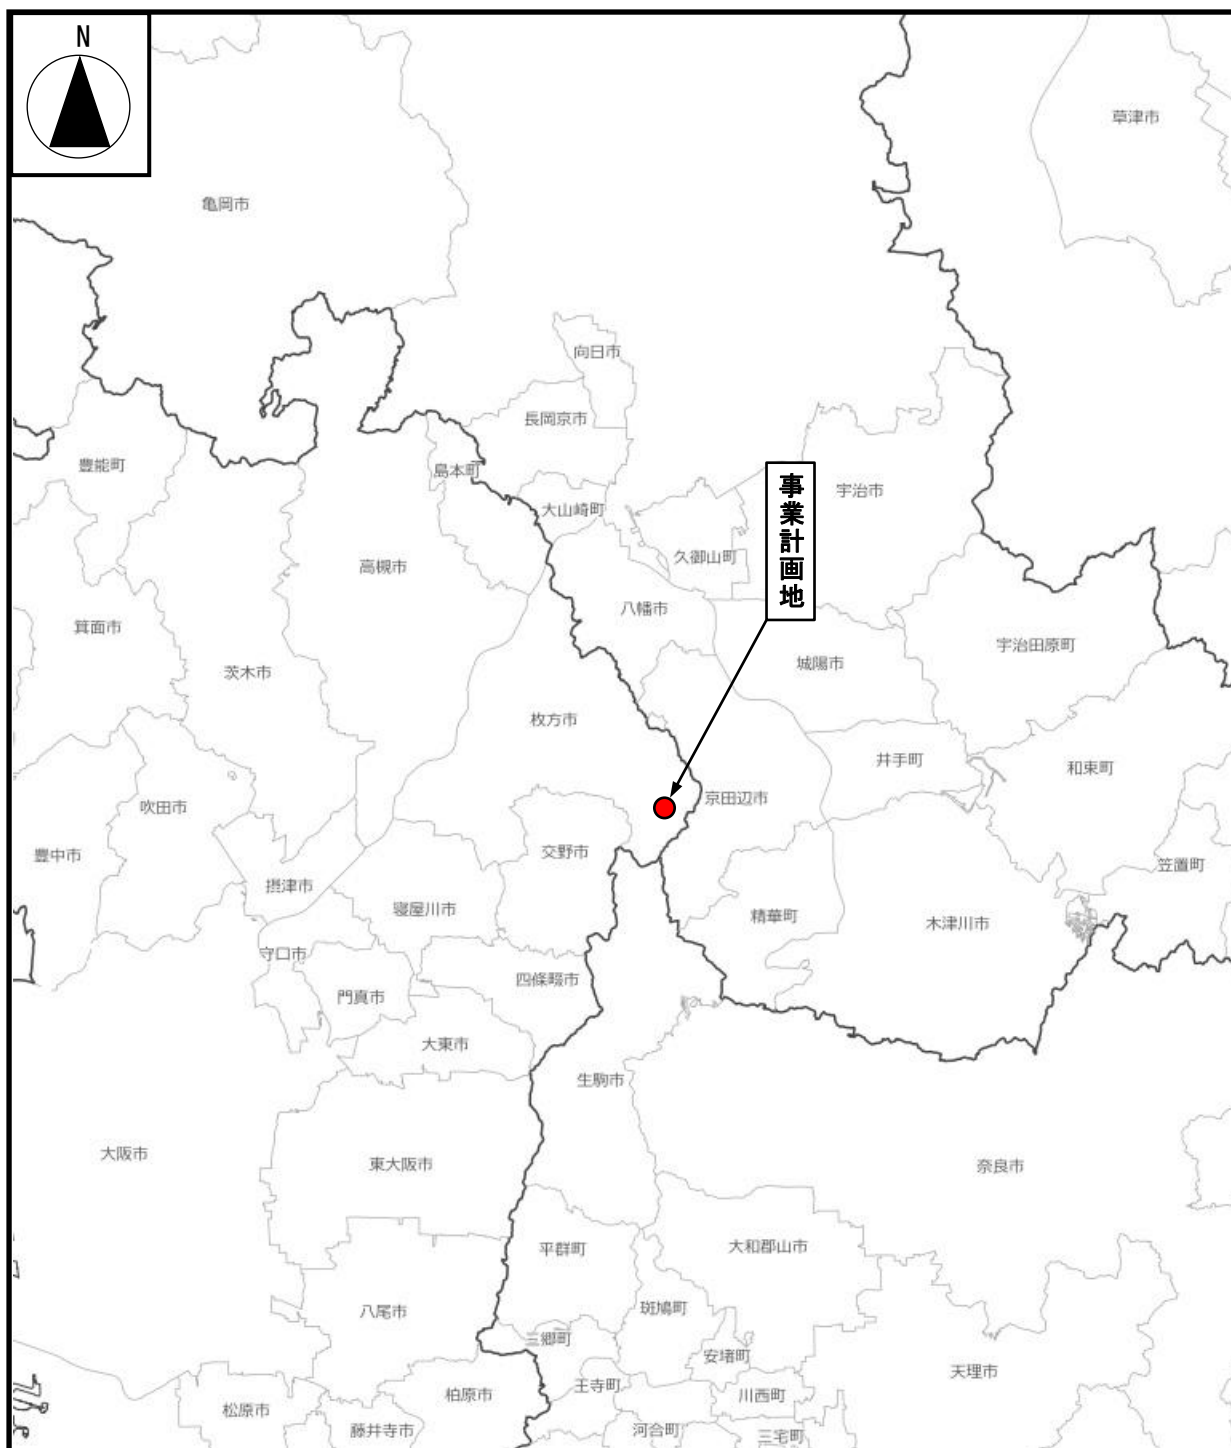 N
草津市
亀岡市
向日市
長岡京市
豊能町
島本町
事業計画地
宇治市
大山崎町
久御山町
高槻市
八幡市
箕面市
宇治田原町
城陽市
茨木市
枚方市
井手町
和束町
京田辺市
吹田市
交野市
豊中市
笠置町
摂津市
寝屋川市
精華町
木津川市
守口市
四條畷市
門真市
大東市
生駒市
大阪市
東大阪市
奈良市
平群町
大和郡山市
八尾市
斑鳩町
三郷町
安堵町
天理市
王寺町
柏原市
川西町
松原市
藤井寺市
河合町
三宅町